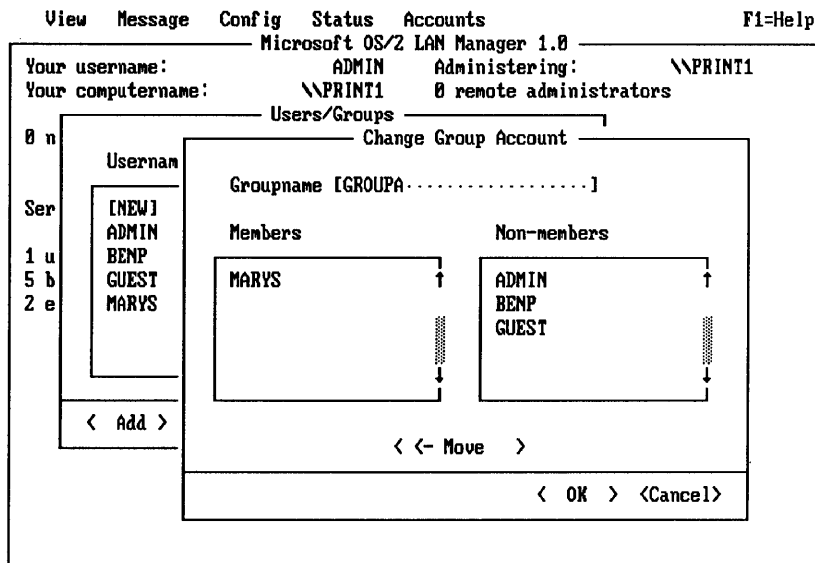 View Message Config Status Accounts F1=Help
Microsoft OS/2 LAN Manager 1.0
Your username: ADMIN Administering: \\PRINT1
Your computername: \\PRINT1 0 remote administrators
Users/Groups
0 n Change Group Account
Usernam
Groupname [GROUPA··················]
Ser [NEW]
ADMIN Members Non-members
1 u BENP
5 b GUEST MARYS ↑ ADMIN ↑
2 e MARYS BENP
GUEST
↓ ↓
< Add >
< <- Move >
< OK > <Cancel>